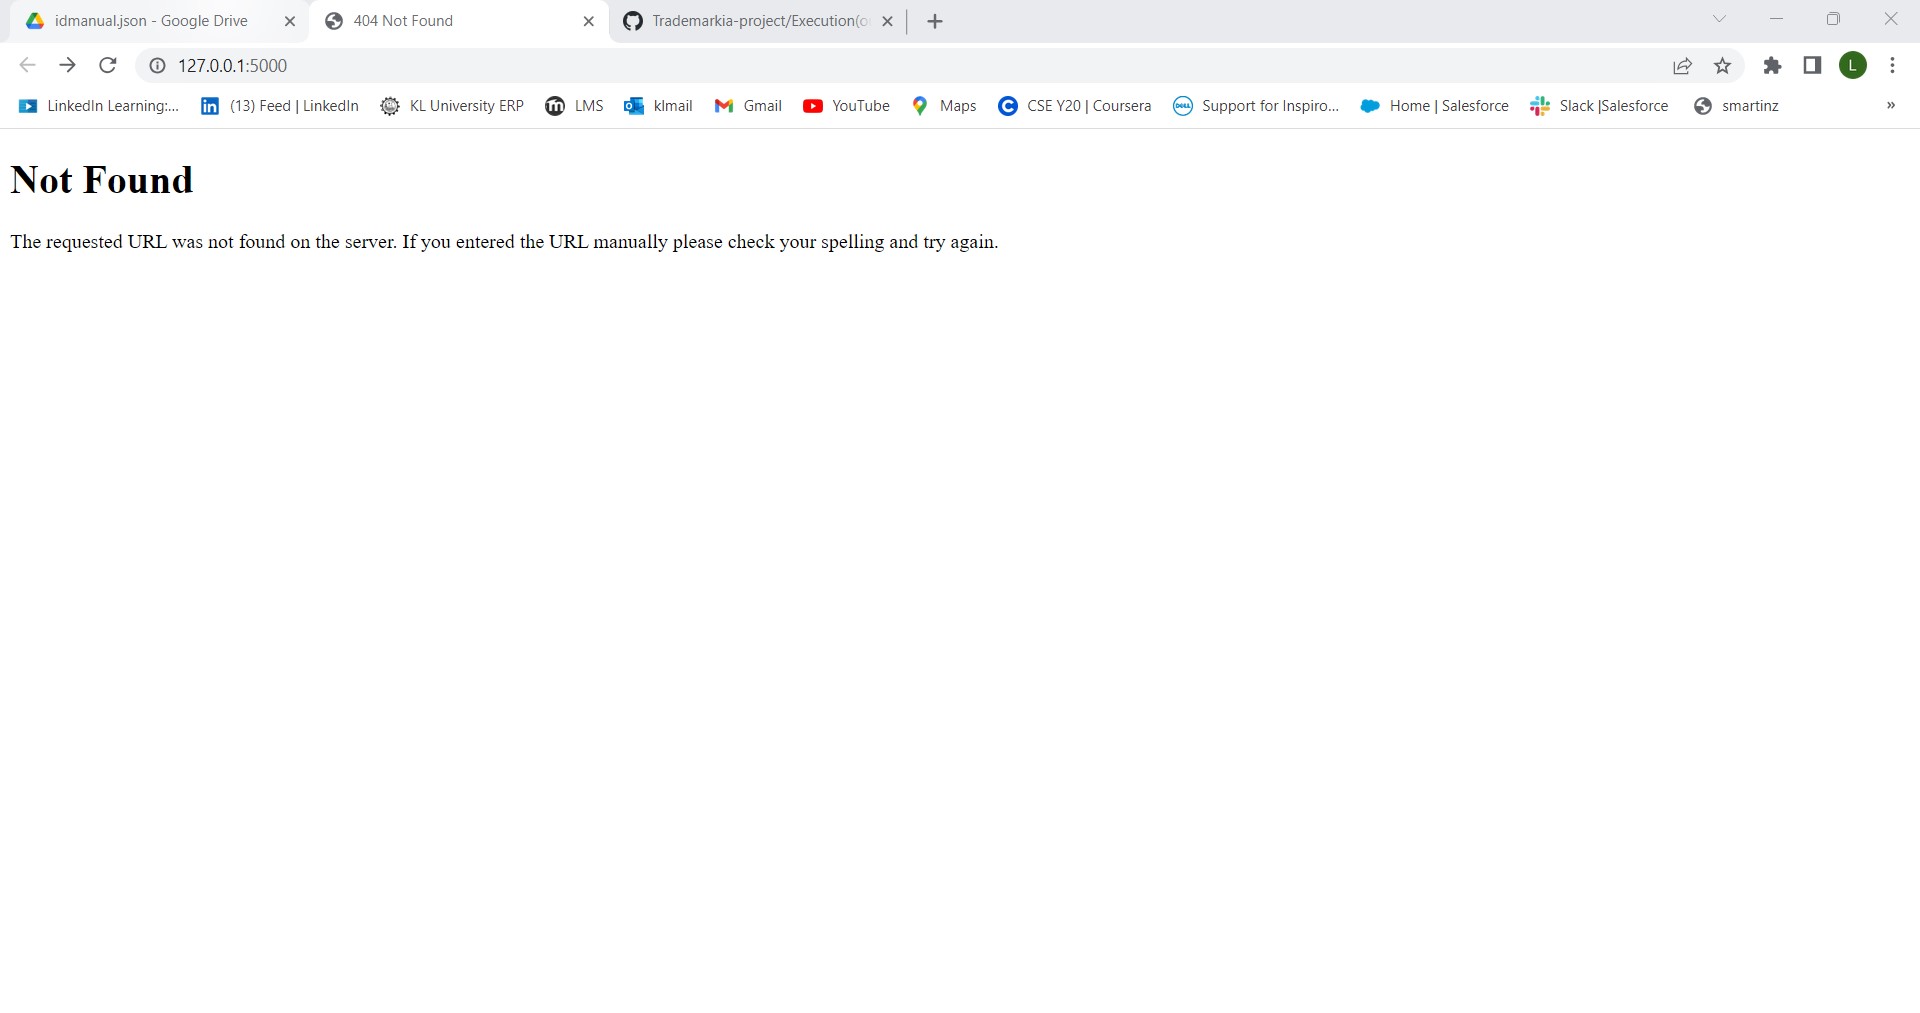 idmanual.json - Google Drive
404 Not Found
Trademarkia-project/Execution(o
127.0.0.1:5000
L
LinkedIn Learning:...
(13) Feed | LinkedIn
KL University ERP
LMS
klmail
Gmail
YouTube
Maps
CSE Y20 | Coursera
Support for Inspiro...
Home | Salesforce
Slack |Salesforce
smartinz
Not Found
The requested URL was not found on the server. If you entered the URL manually please check your spelling and try again.